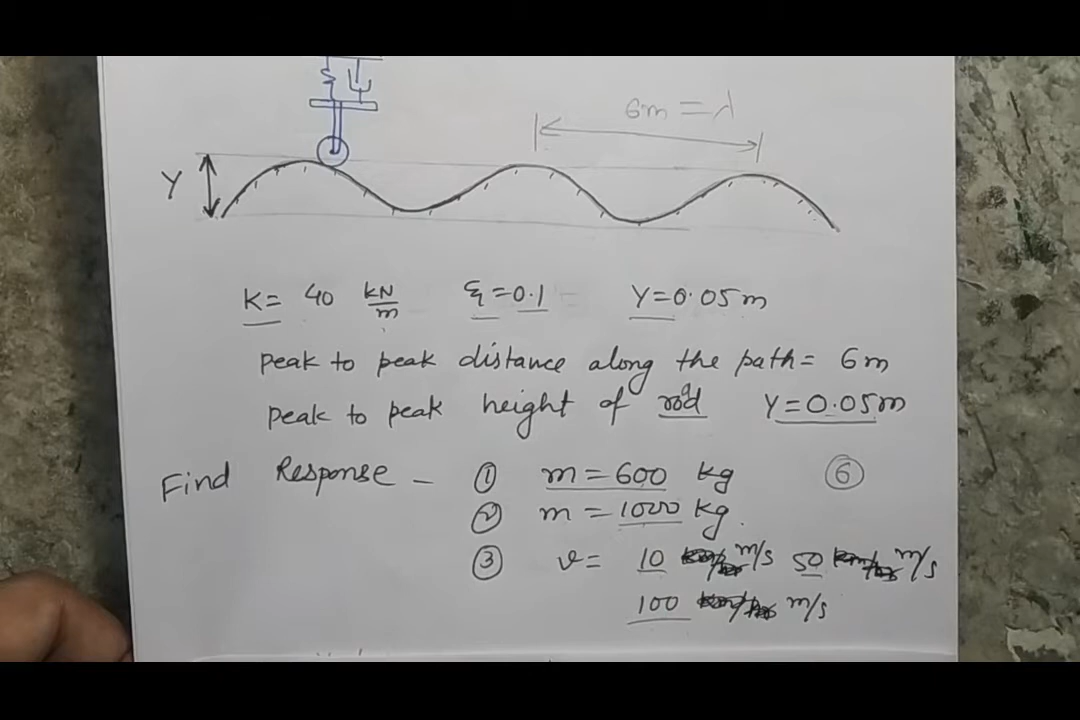 6m = λ
Y
K = 40 kN/m ξ = 0.1 Y = 0.05 m
peak to peak distance along the path = 6m
peak to peak height of road Y = 0.05m
Find Response - ① m = 600 kg ⑥
② m = 1000 kg.
③ v = 10 m/s 50 m/s
100 m/s